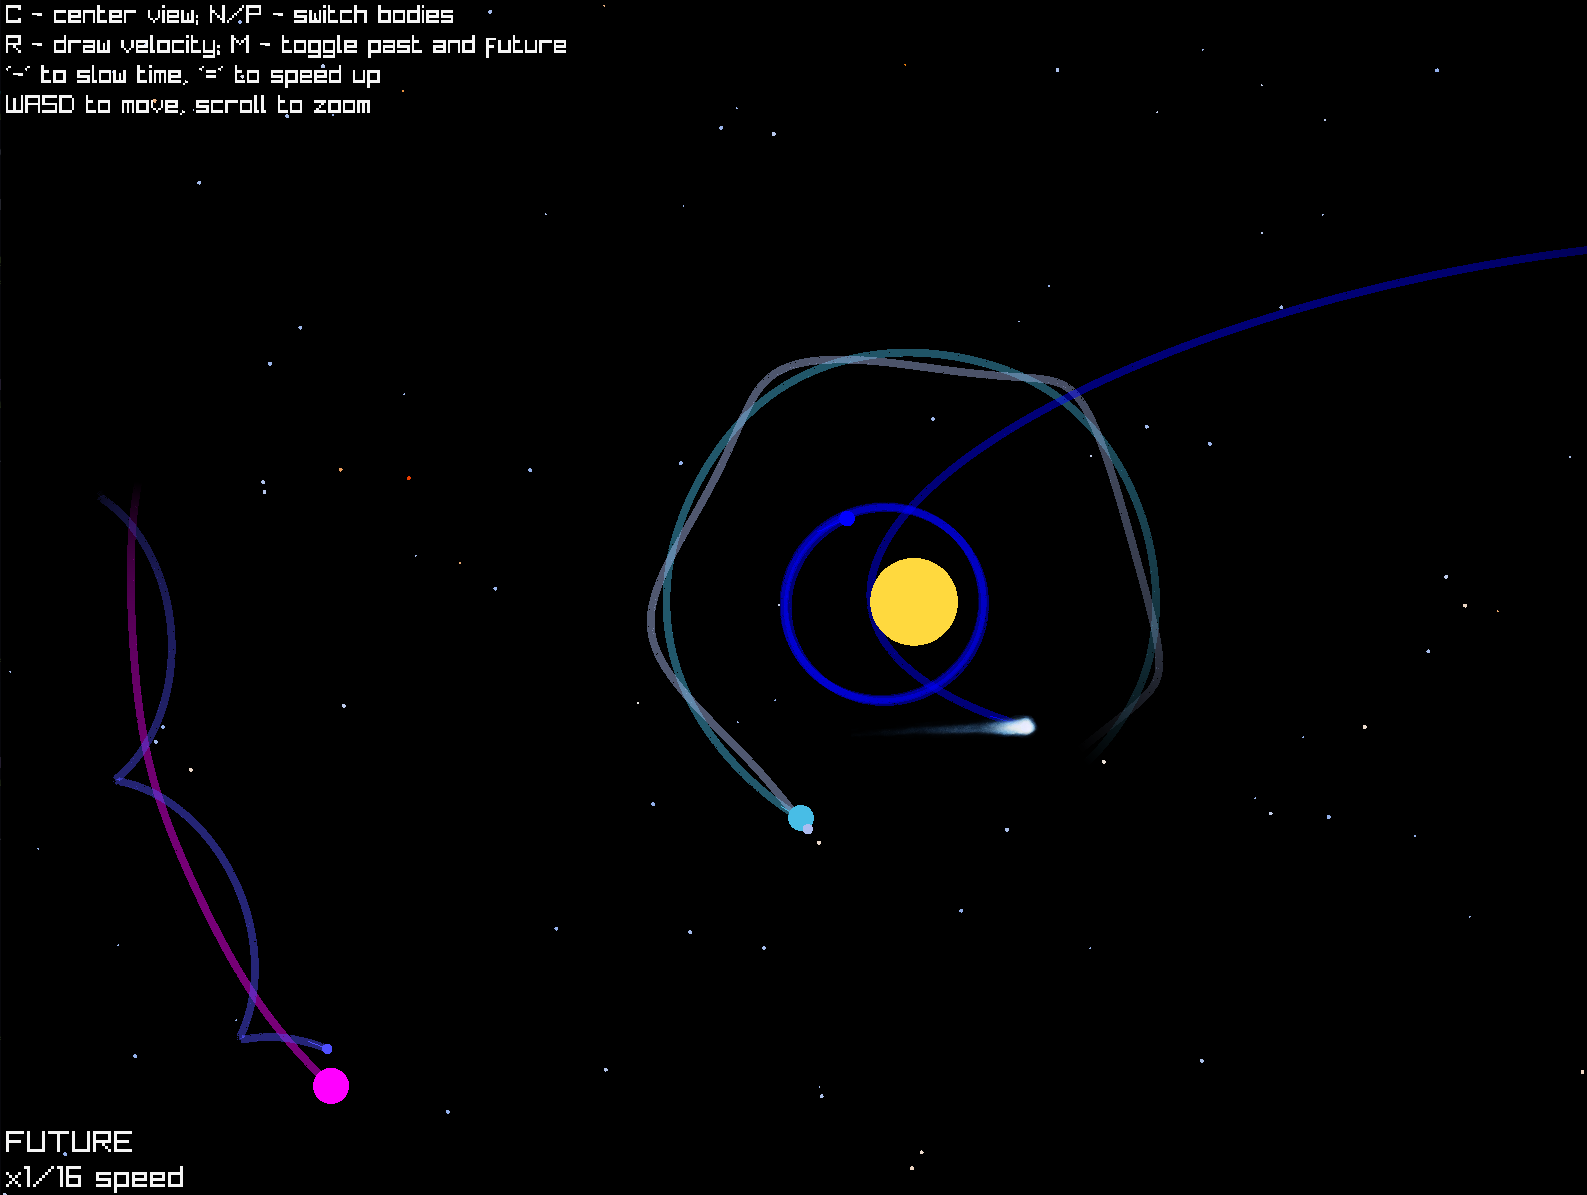 C - center view; N/P - switch bodies
R - draw velocity; M - toggle past and future
'-' to slow time, '=' to speed up
WASD to move, scroll to zoom
FUTURE
x1/16 speed